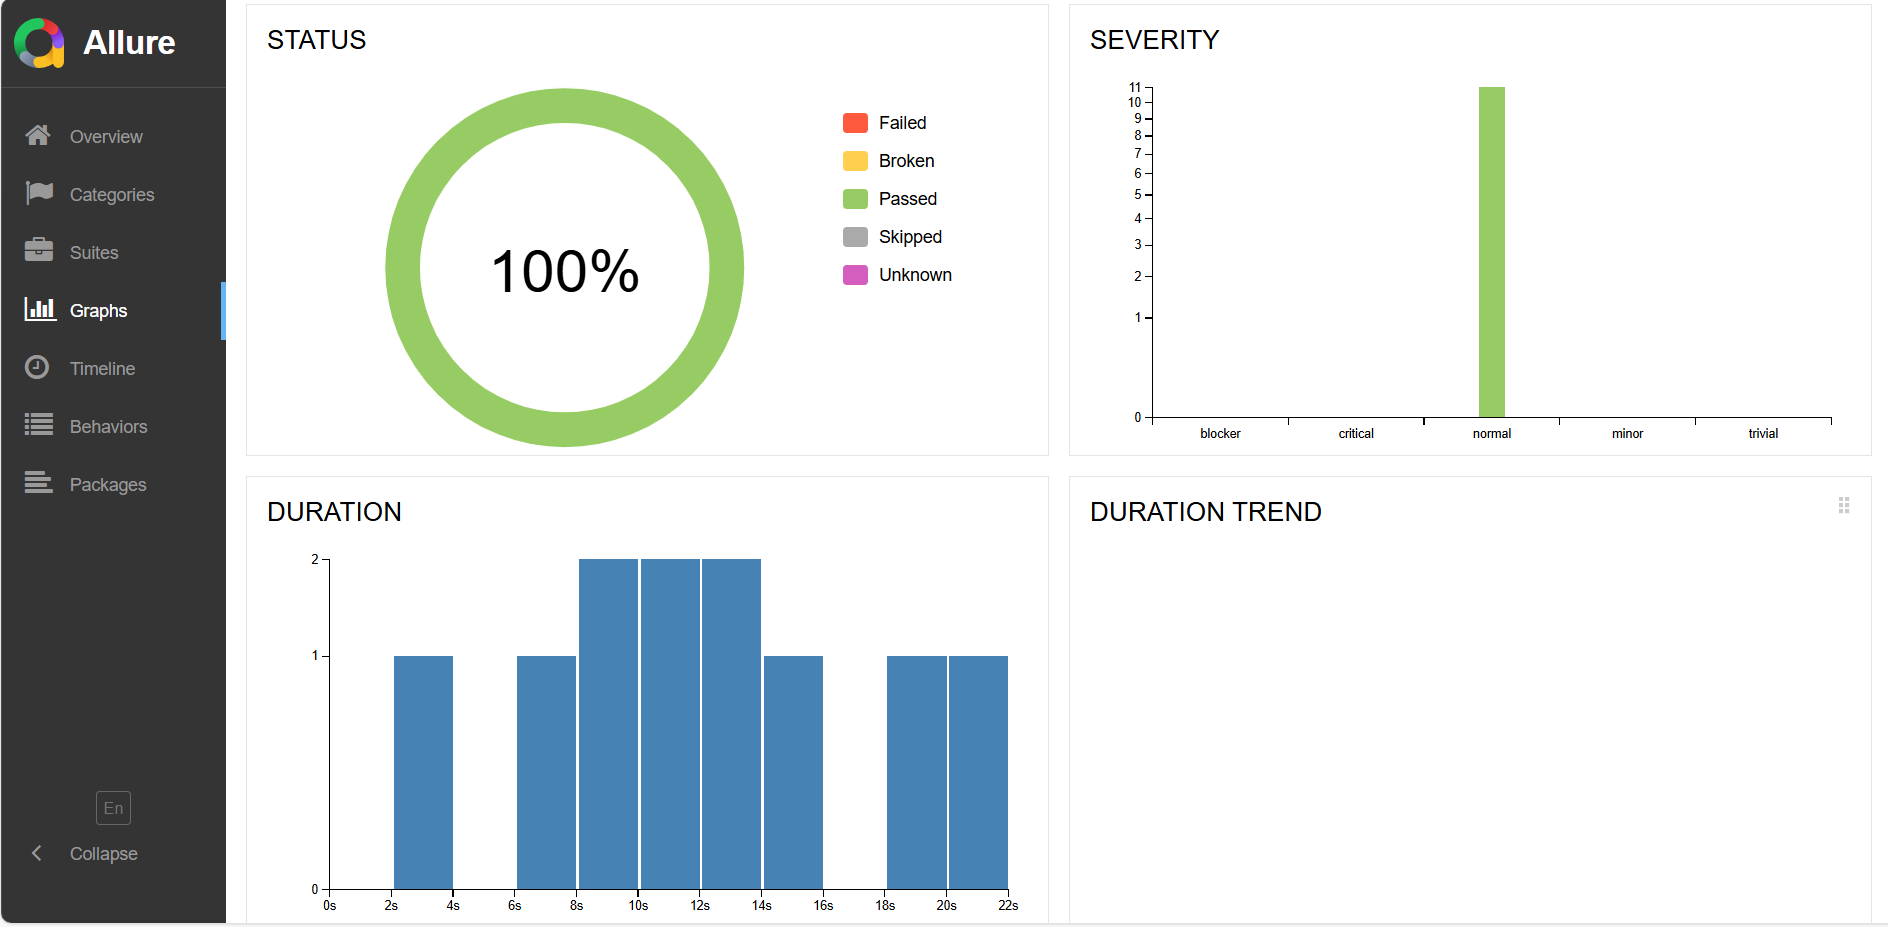 Allure
Overview
Categories
Suites
Graphs
Timeline
Behaviors
Packages
En
Collapse
STATUS
100%
Failed
Broken
Passed
Skipped
Unknown
SEVERITY
11
10
9
8
7
6
5
4
3
2
1
0
blocker critical normal minor trivial
DURATION
2
1
0
0s 2s 4s 6s 8s 10s 12s 14s 16s 18s 20s 22s
DURATION TREND